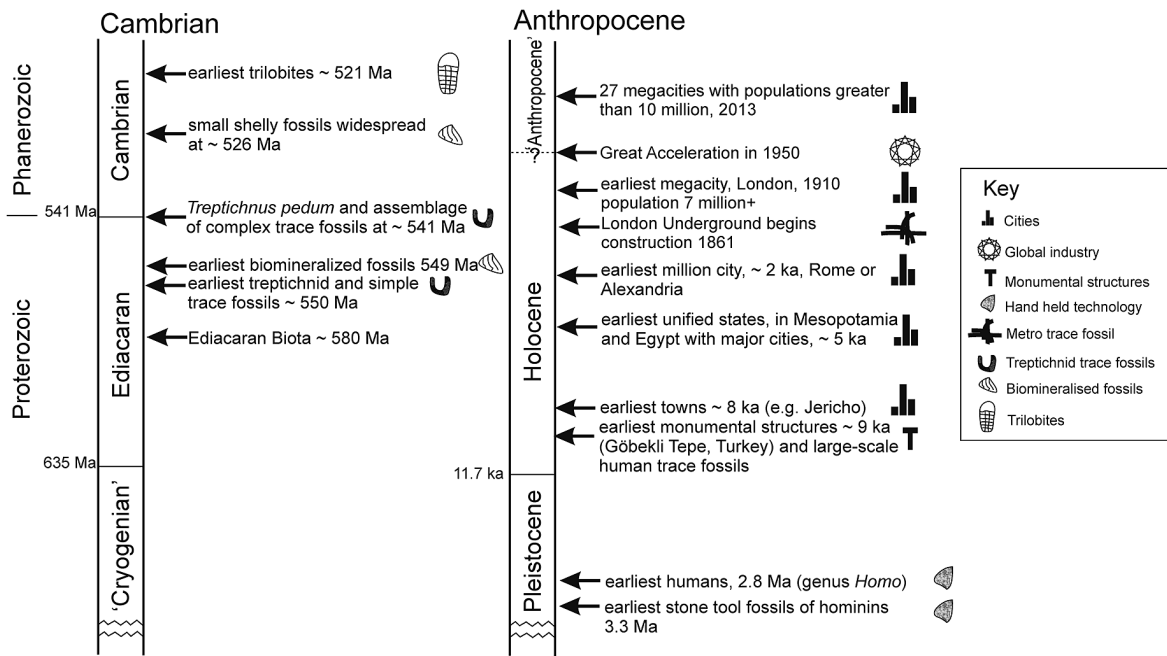 Cambrian
Phanerozoic
Proterozoic
541 Ma
635 Ma
Cambrian
Ediacaran
'Cryogenian'
earliest trilobites ~ 521 Ma
small shelly fossils widespread
at ~ 526 Ma
Treptichnus pedum and assemblage
of complex trace fossils at ~ 541 Ma
earliest biomineralized fossils 549 Ma
earliest treptichnid and simple
trace fossils ~ 550 Ma
Ediacaran Biota ~ 580 Ma
Anthropocene
'Anthropocene'
?
Holocene
11.7 ka
Pleistocene
27 megacities with populations greater
than 10 million, 2013
Great Acceleration in 1950
earliest megacity, London, 1910
population 7 million+
London Underground begins
construction 1861
earliest million city, ~ 2 ka, Rome or
Alexandria
earliest unified states, in Mesopotamia
and Egypt with major cities, ~ 5 ka
earliest towns ~ 8 ka (e.g. Jericho)
earliest monumental structures ~ 9 ka
(Göbekli Tepe, Turkey) and large-scale
human trace fossils
earliest humans, 2.8 Ma (genus Homo)
earliest stone tool fossils of hominins
3.3 Ma
Key
Cities
Global industry
Monumental structures
Hand held technology
Metro trace fossil
Treptichnid trace fossils
Biomineralised fossils
Trilobites